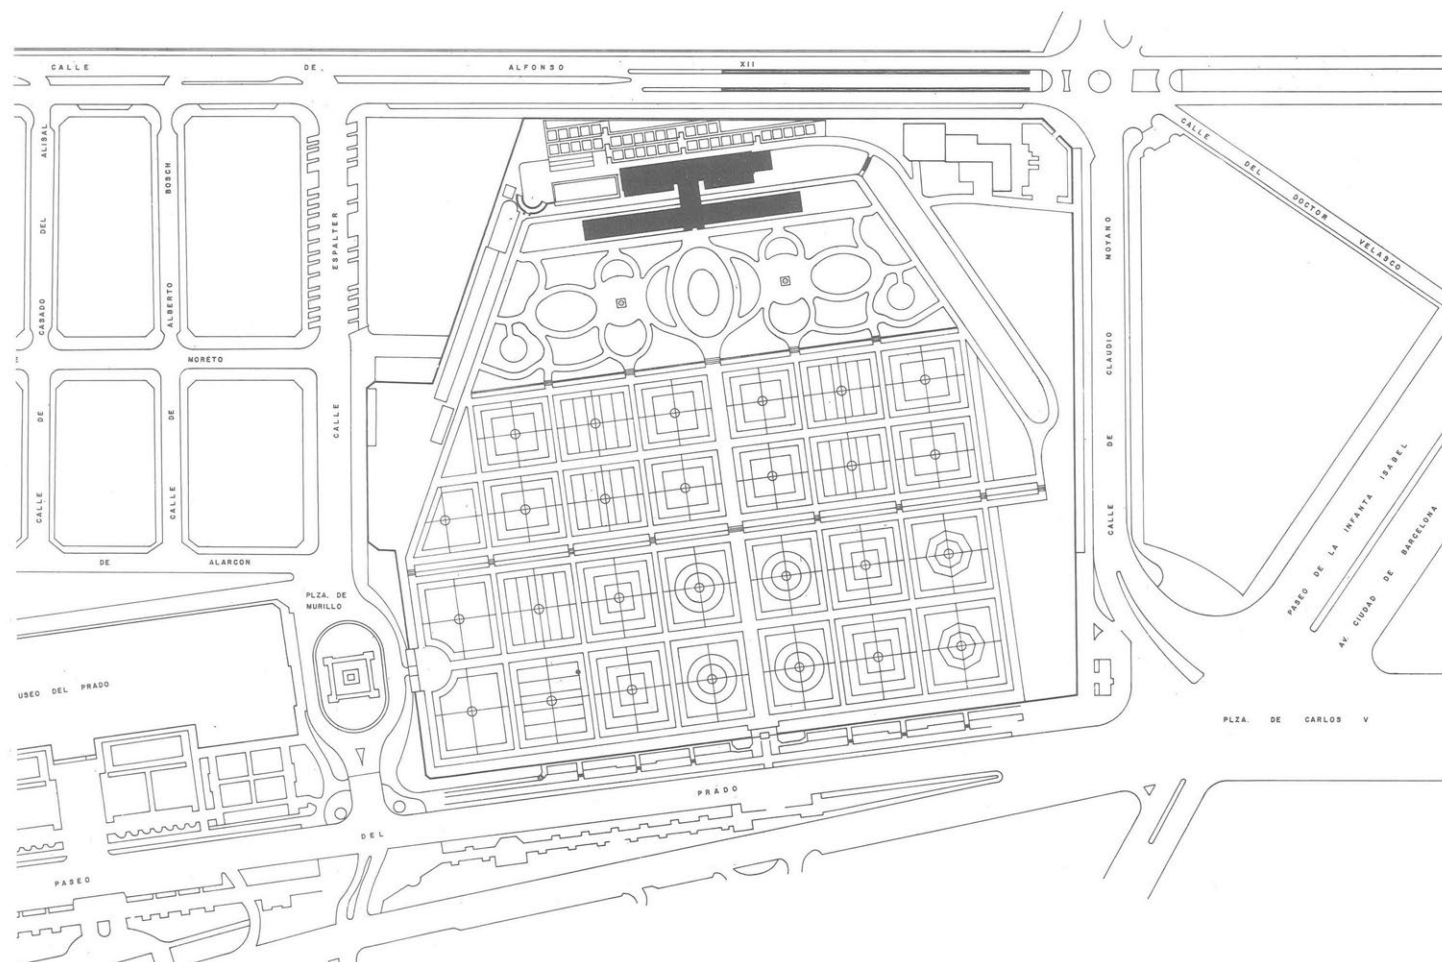 CALLE DE. ALFONSO XII
CALLE DE CASADO DEL ALISAL
CALLE DE ALBERTO BOSCH
CALLE ESPALTER
MORETO
DE ALARCON
PLZA. DE
MURILLO
USEO DEL PRADO
PASEO DEL PRADO
CALLE DE CLAUDIO MOYANO
CALLE DEL DOCTOR VELASCO
PASEO DE LA INFANTA ISABEL
AV. CIUDAD DE BARCELONA
PLZA. DE CARLOS V